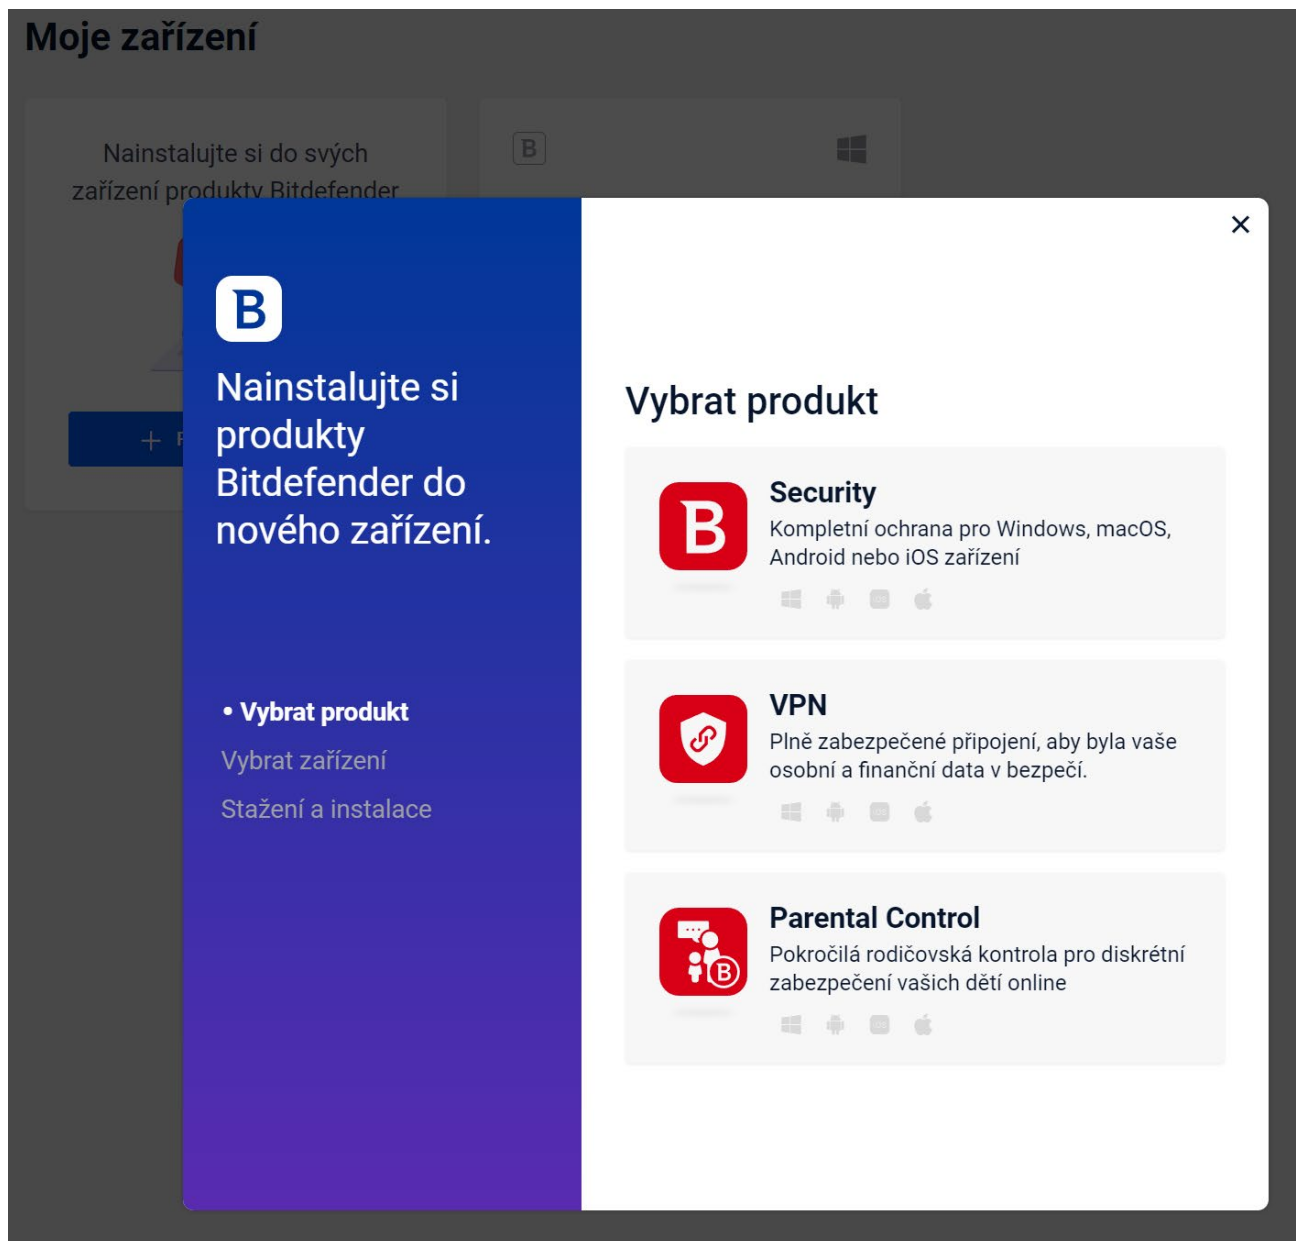 Moje zařízení
Nainstalujte si do svých
zařízení produkty Bitdefender
B
B
Nainstalujte si
produkty
Bitdefender do
nového zařízení.
• Vybrat produkt
Vybrat zařízení
Stažení a instalace
Vybrat produkt
B
Security
Kompletní ochrana pro Windows, macOS,
Android nebo iOS zařízení
VPN
Plně zabezpečené připojení, aby byla vaše
osobní a finanční data v bezpečí.
B
Parental Control
Pokročilá rodičovská kontrola pro diskrétní
zabezpečení vašich dětí online